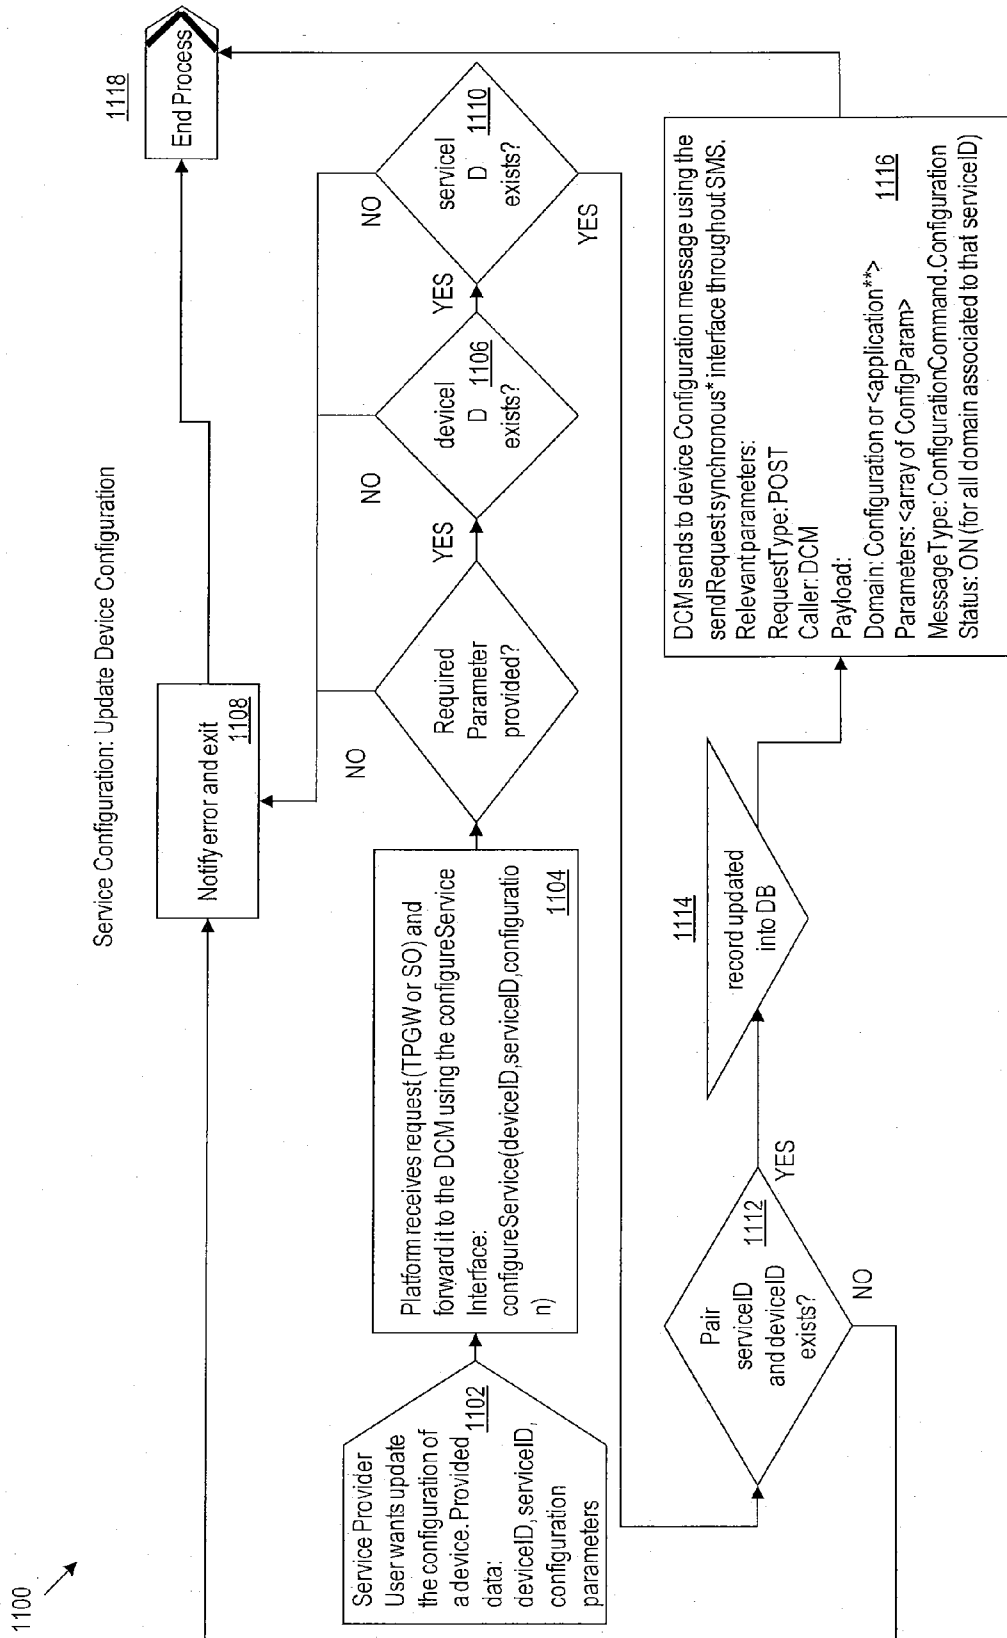 1100
Service Configuration: Update Device Configuration
Service Provider
User wants update
the configuration of
a device. Provided
data:
deviceID, serviceID,
configuration
parameters
1102
Platform receives request (TPGW or SO) and
forward it to the DCM using the configureService
Interface:
configureService(deviceID,serviceID,configuratio
n)
1104
Required
Parameter
provided?
NO
YES
deviceI
D
exists?
1106
NO
YES
serviceI
D
exists?
1110
NO
YES
Notify error and exit
1108
End Process
1118
Pair
serviceID
and deviceID
exists?
1112
YES
NO
record updated
into DB
1114
DCM sends to device Configuration message using the
sendRequest synchronous* interface throughout SMS.
Relevant parameters:
RequestType: POST
Caller: DCM
Payload:
Domain: Configuration or <application**>
Parameters: <array of ConfigParam>
MessageType: ConfigurationCommand.Configuration
Status: ON (for all domain associated to that serviceID)
1116